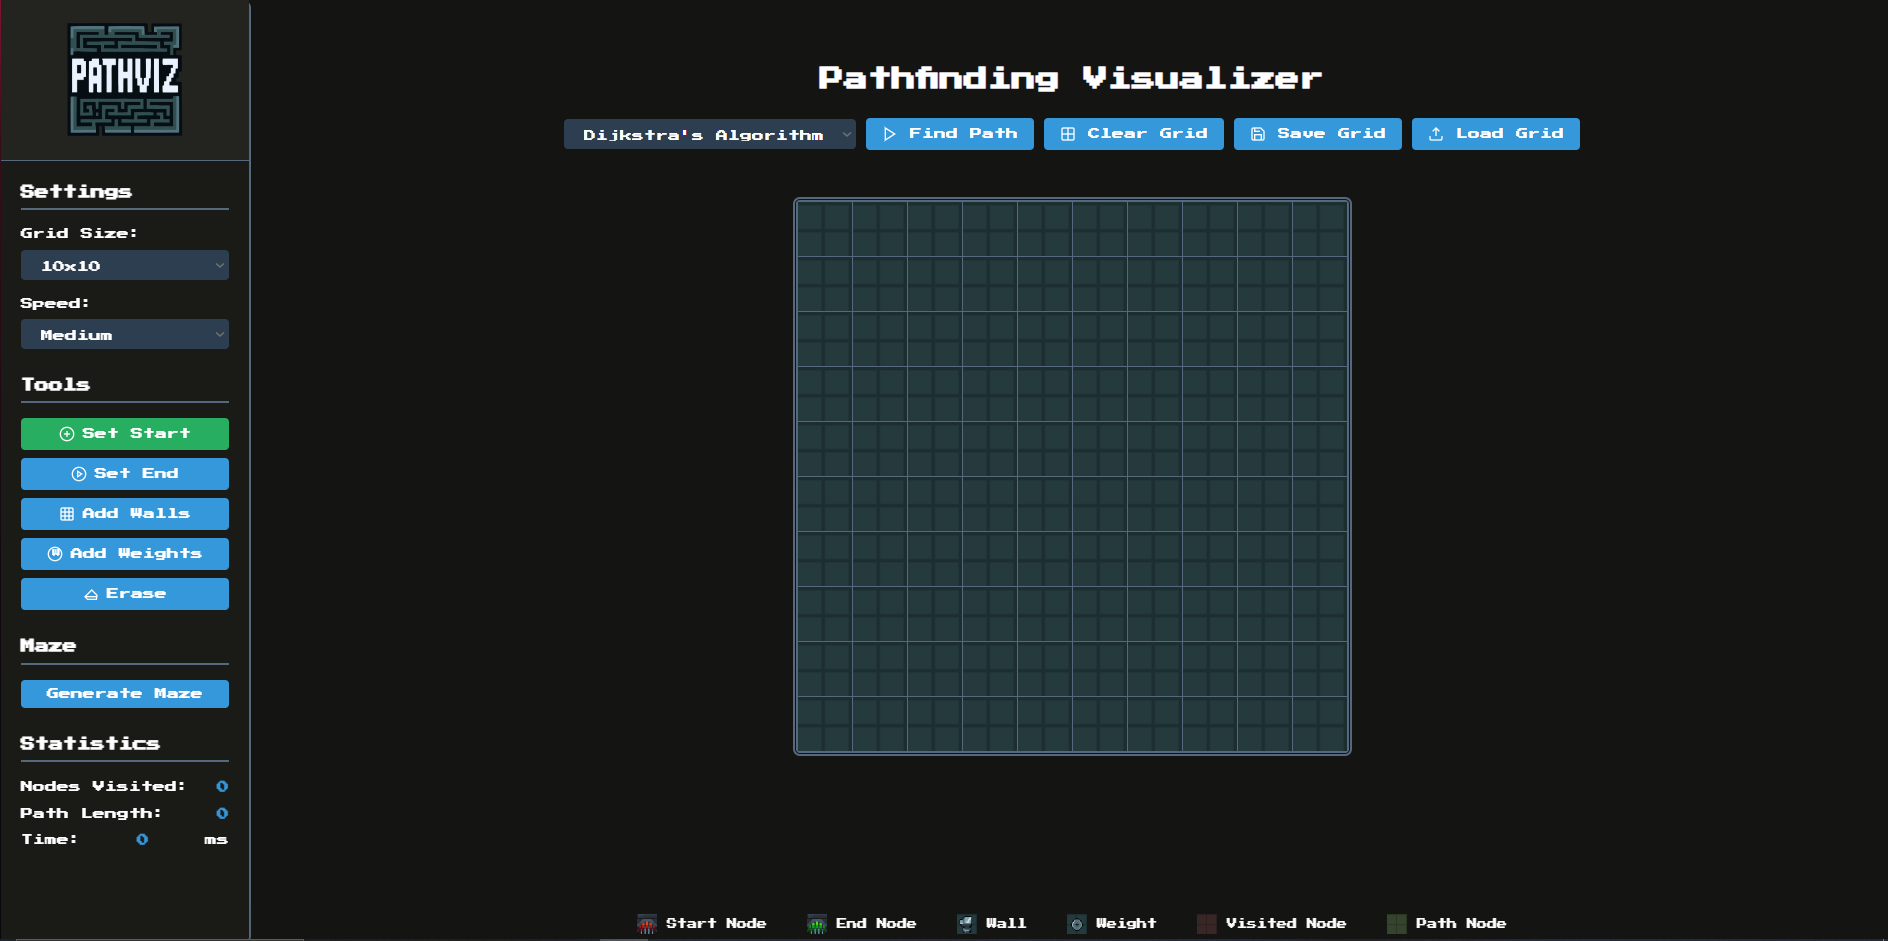 PATHVIZ
Settings
Grid Size:
10x10
Speed:
Medium
Tools
Set Start
Set End
Add Walls
Add Weights
Erase
Maze
Generate Maze
Statistics
Nodes Visited: 0
Path Length: 0
Time: 0 ms
Pathfinding Visualizer
Dijkstra's Algorithm Find Path Clear Grid Save Grid Load Grid
Start Node End Node Wall Weight Visited Node Path Node